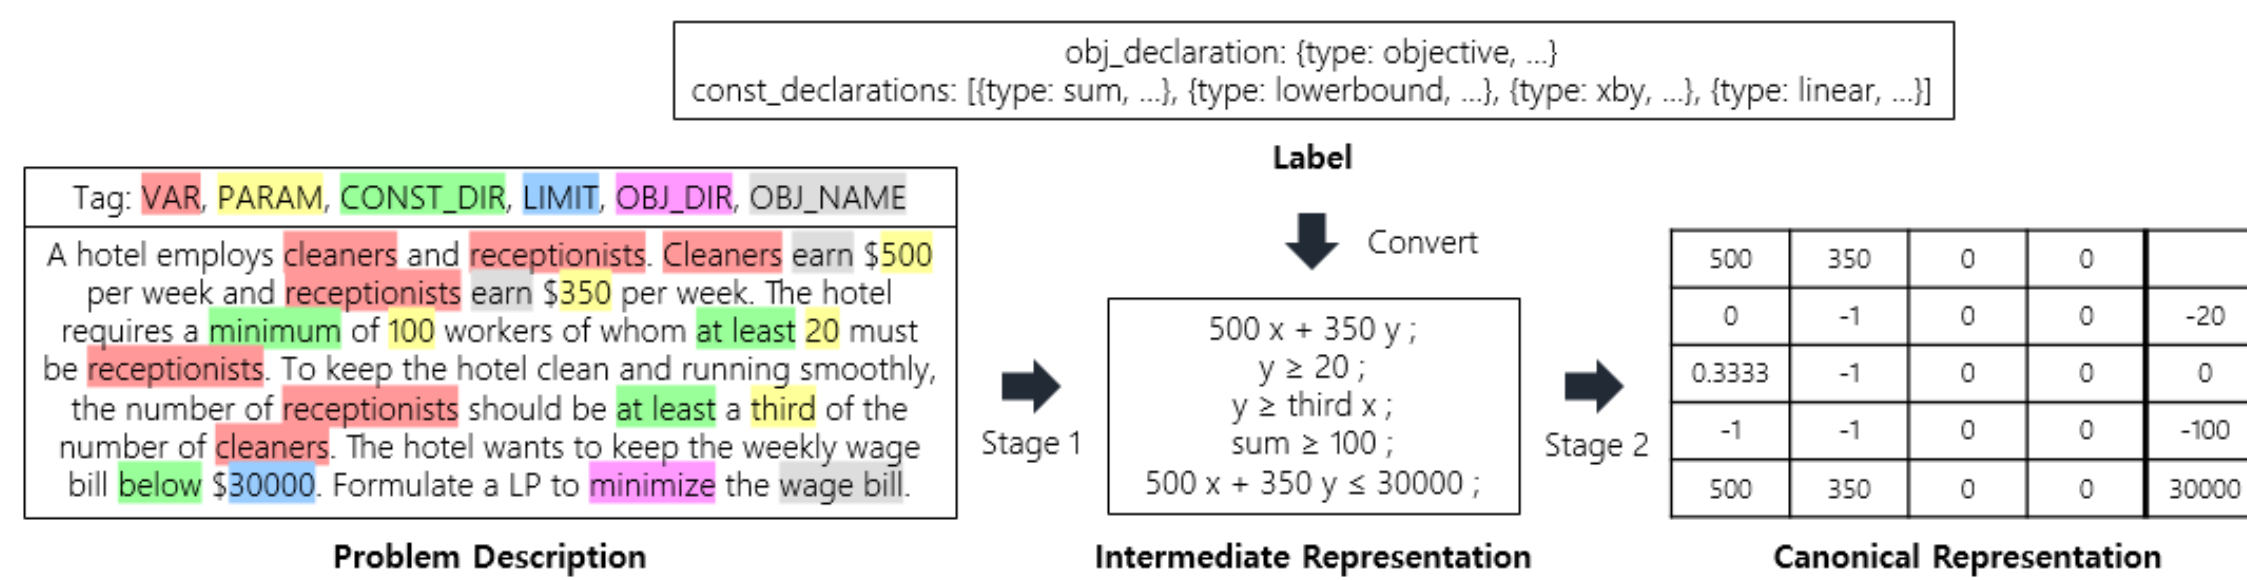 obj_declaration: {type: objective, ...}
const_declarations: [{type: sum, ...}, {type: lowerbound, ...}, {type: xby, ...}, {type: linear, ...}]
Label
Convert
Tag: VAR, PARAM, CONST_DIR, LIMIT, OBJ_DIR, OBJ_NAME
A hotel employs cleaners and receptionists. Cleaners earn $500
per week and receptionists earn $350 per week. The hotel
requires a minimum of 100 workers of whom at least 20 must
be receptionists. To keep the hotel clean and running smoothly,
the number of receptionists should be at least a third of the
number of cleaners. The hotel wants to keep the weekly wage
bill below $30000. Formulate a LP to minimize the wage bill.
Problem Description
Stage 1
500 x + 350 y ;
y ≥ 20 ;
y ≥ third x ;
sum ≥ 100 ;
500 x + 350 y ≤ 30000 ;
Intermediate Representation
Stage 2
500 350 0 0
0 -1 0 0 -20
0.3333 -1 0 0 0
-1 -1 0 0 -100
500 350 0 0 30000
Canonical Representation